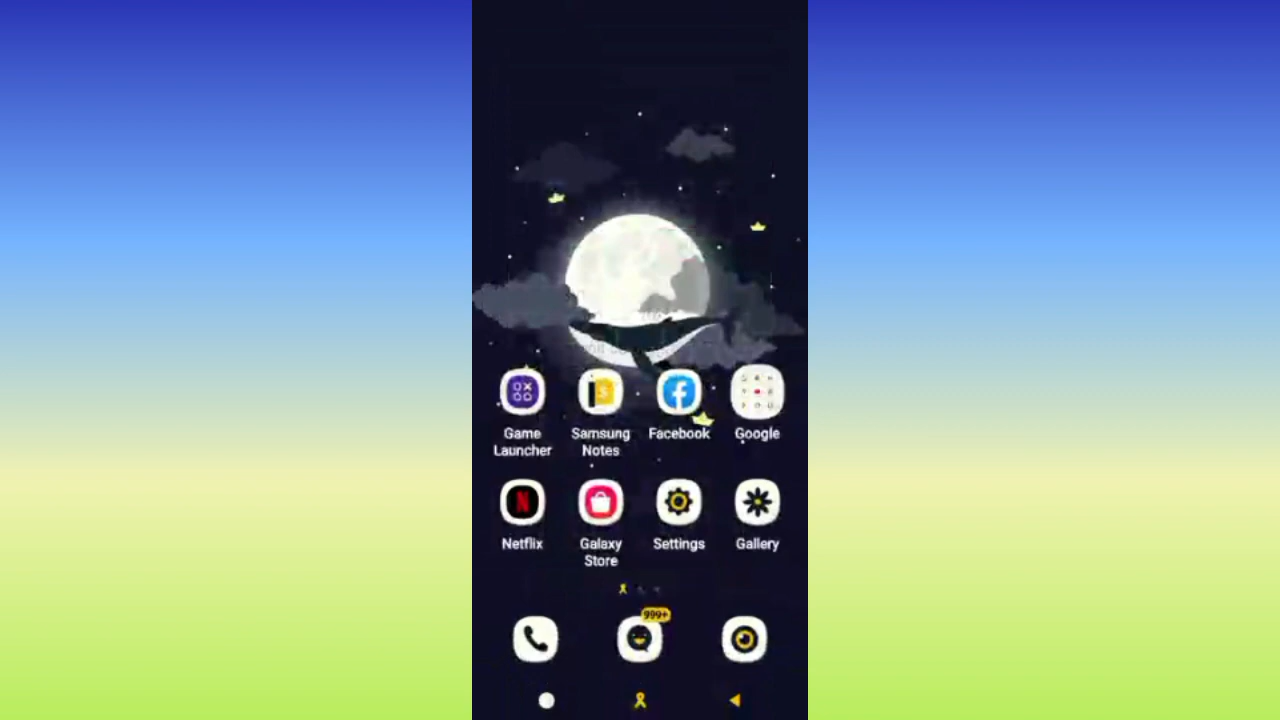 Game Launcher
Samsung Notes
Facebook
Google
Netflix
Galaxy Store
Settings
Gallery
999+